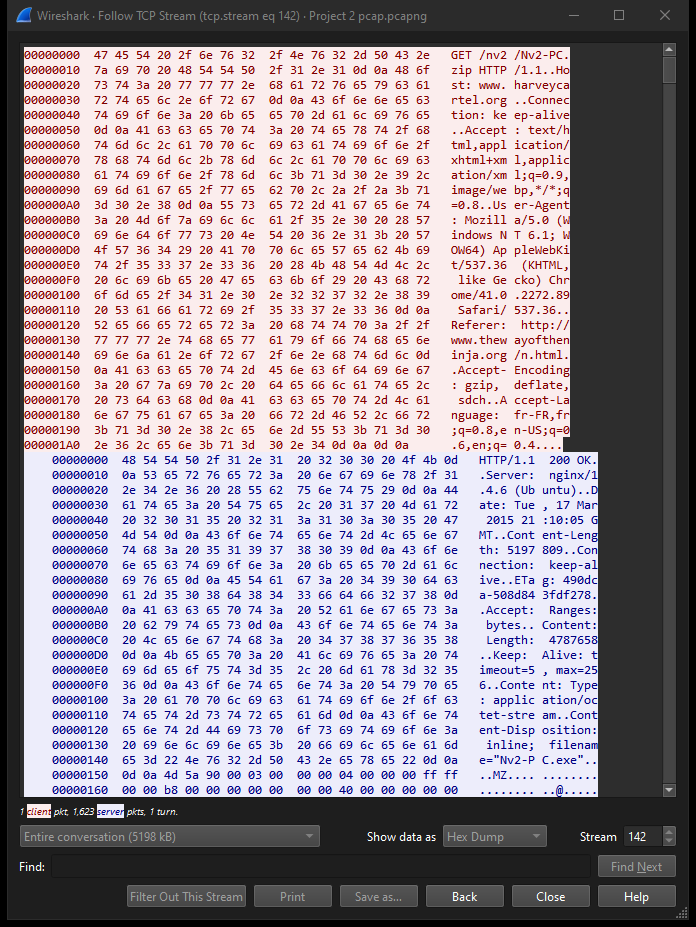 Wireshark · Follow TCP Stream (tcp.stream eq 142) · Project 2 pcap.pcapng
00000000 47 45 54 20 2f 6e 76 32 2f 4e 76 32 2d 50 43 2e GET /nv2 /Nv2-PC.
00000010 7a 69 70 20 48 54 54 50 2f 31 2e 31 0d 0a 48 6f zip HTTP /1.1..Ho
00000020 73 74 3a 20 77 77 77 2e 68 61 72 76 65 79 63 61 st: www. harveyca
00000030 72 74 65 6c 2e 6f 72 67 0d 0a 43 6f 6e 6e 65 63 rtel.org ..Connec
00000040 74 69 6f 6e 3a 20 6b 65 65 70 2d 61 6c 69 76 65 tion: ke ep-alive
00000050 0d 0a 41 63 63 65 70 74 3a 20 74 65 78 74 2f 68 ..Accept : text/h
00000060 74 6d 6c 2c 61 70 70 6c 69 63 61 74 69 6f 6e 2f tml,appl ication/
00000070 78 68 74 6d 6c 2b 78 6d 6c 2c 61 70 70 6c 69 63 xhtml+xm l,applic
00000080 61 74 69 6f 6e 2f 78 6d 6c 3b 71 3d 30 2e 39 2c ation/xm l;q=0.9,
00000090 69 6d 61 67 65 2f 77 65 62 70 2c 2a 2f 2a 3b 71 image/we bp,*/*;q
000000A0 3d 30 2e 38 0d 0a 55 73 65 72 2d 41 67 65 6e 74 =0.8..Us er-Agent
000000B0 3a 20 4d 6f 7a 69 6c 6c 61 2f 35 2e 30 20 28 57 : Mozill a/5.0 (W
000000C0 69 6e 64 6f 77 73 20 4e 54 20 36 2e 31 3b 20 57 indows N T 6.1; W
000000D0 4f 57 36 34 29 20 41 70 70 6c 65 57 65 62 4b 69 OW64) Ap pleWebKi
000000E0 74 2f 35 33 37 2e 33 36 20 28 4b 48 54 4d 4c 2c t/537.36 (KHTML,
000000F0 20 6c 69 6b 65 20 47 65 63 6b 6f 29 20 43 68 72 like Ge cko) Chr
00000100 6f 6d 65 2f 34 31 2e 30 2e 32 32 37 32 2e 38 39 ome/41.0 .2272.89
00000110 20 53 61 66 61 72 69 2f 35 33 37 2e 33 36 0d 0a Safari/ 537.36..
00000120 52 65 66 65 72 65 72 3a 20 68 74 74 70 3a 2f 2f Referer: http://
00000130 77 77 77 2e 74 68 65 77 61 79 6f 66 74 68 65 6e www.thew ayofthen
00000140 69 6e 6a 61 2e 6f 72 67 2f 6e 2e 68 74 6d 6c 0d inja.org /n.html.
00000150 0a 41 63 63 65 70 74 2d 45 6e 63 6f 64 69 6e 67 .Accept- Encoding
00000160 3a 20 67 7a 69 70 2c 20 64 65 66 6c 61 74 65 2c : gzip, deflate,
00000170 20 73 64 63 68 0d 0a 41 63 63 65 70 74 2d 4c 61 sdch..A ccept-La
00000180 6e 67 75 61 67 65 3a 20 66 72 2d 46 52 2c 66 72 nguage: fr-FR,fr
00000190 3b 71 3d 30 2e 38 2c 65 6e 2d 55 53 3b 71 3d 30 ;q=0.8,e n-US;q=0
000001A0 2e 36 2c 65 6e 3b 71 3d 30 2e 34 0d 0a 0d 0a .6,en;q= 0.4....
00000000 48 54 54 50 2f 31 2e 31 20 32 30 30 20 4f 4b 0d HTTP/1.1 200 OK.
00000010 0a 53 65 72 76 65 72 3a 20 6e 67 69 6e 78 2f 31 .Server: nginx/1
00000020 2e 34 2e 36 20 28 55 62 75 6e 74 75 29 0d 0a 44 .4.6 (Ub untu)..D
00000030 61 74 65 3a 20 54 75 65 2c 20 31 37 20 4d 61 72 ate: Tue , 17 Mar
00000040 20 32 30 31 35 20 32 31 3a 31 30 3a 30 35 20 47 2015 21 :10:05 G
00000050 4d 54 0d 0a 43 6f 6e 74 65 6e 74 2d 4c 65 6e 67 MT..Cont ent-Leng
00000060 74 68 3a 20 35 31 39 37 38 30 39 0d 0a 43 6f 6e th: 5197 809..Con
00000070 6e 65 63 74 69 6f 6e 3a 20 6b 65 65 70 2d 61 6c nection: keep-al
00000080 69 76 65 0d 0a 45 54 61 67 3a 20 34 39 30 64 63 ive..ETa g: 490dc
00000090 61 2d 35 30 38 64 38 34 33 66 64 66 32 37 38 0d a-508d84 3fdf278.
000000A0 0a 41 63 63 65 70 74 3a 20 52 61 6e 67 65 73 3a .Accept: Ranges:
000000B0 20 62 79 74 65 73 0d 0a 43 6f 6e 74 65 6e 74 3a bytes.. Content:
000000C0 20 4c 65 6e 67 74 68 3a 20 34 37 38 37 36 35 38 Length: 4787658
000000D0 0d 0a 4b 65 65 70 3a 20 41 6c 69 76 65 3a 20 74 ..Keep: Alive: t
000000E0 69 6d 65 6f 75 74 3d 35 2c 20 6d 61 78 3d 32 35 imeout=5 , max=25
000000F0 36 0d 0a 43 6f 6e 74 65 6e 74 3a 20 54 79 70 65 6..Conte nt: Type
00000100 3a 20 61 70 70 6c 69 63 61 74 69 6f 6e 2f 6f 63 : applic ation/oc
00000110 74 65 74 2d 73 74 72 65 61 6d 0d 0a 43 6f 6e 74 tet-stre am..Cont
00000120 65 6e 74 2d 44 69 73 70 6f 73 69 74 69 6f 6e 3a ent-Disp osition:
00000130 20 69 6e 6c 69 6e 65 3b 20 66 69 6c 65 6e 61 6d inline; filenam
00000140 65 3d 22 4e 76 32 2d 50 43 2e 65 78 65 22 0d 0a e="Nv2-P C.exe"..
00000150 0d 0a 4d 5a 90 00 03 00 00 00 04 00 00 00 ff ff ..MZ.... ........
00000160 00 00 b8 00 00 00 00 00 00 00 40 00 00 00 00 00 ........ ..@.....
1 client pkt, 1,623 server pkts, 1 turn.
Entire conversation (5198 kB) Show data as Hex Dump Stream 142
Find: Find Next
Filter Out This Stream Print Save as... Back Close Help